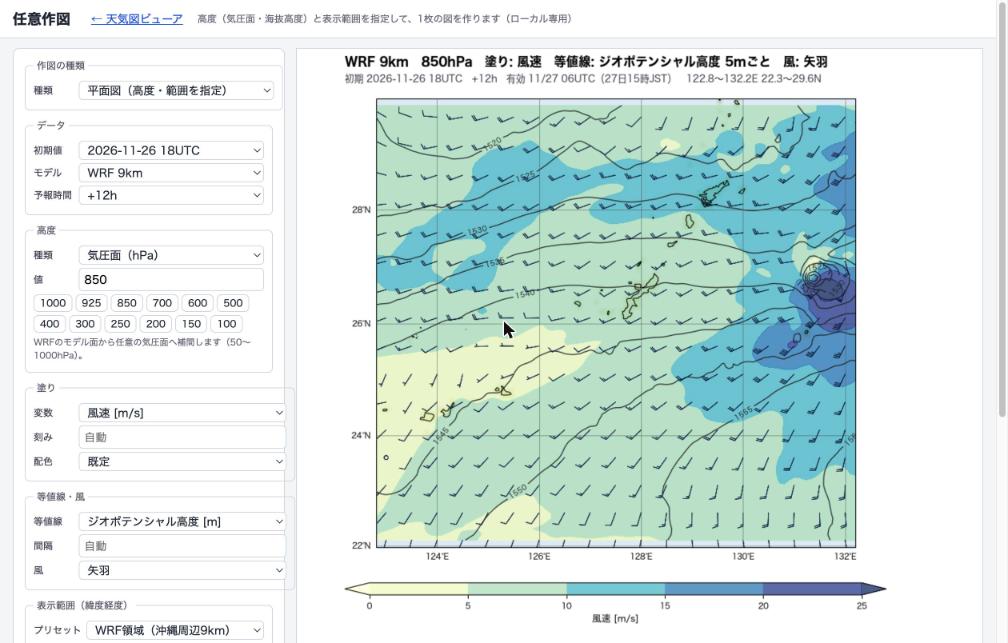 任意作図 ← 天気図ビューア 高度（気圧面・海抜高度）と表示範囲を指定して、1枚の図を作ります（ローカル専用）
作図の種類
種類 平面図（高度・範囲を指定）
データ
初期値 2026-11-26 18UTC
モデル WRF 9km
予報時間 +12h
高度
種類 気圧面（hPa）
値 850
1000 925 850 700 600 500
400 300 250 200 150 100
WRFのモデル面から任意の気圧面へ補間します（50〜
1000hPa）。
塗り
変数 風速 [m/s]
刻み 自動
配色 既定
等値線・風
等値線 ジオポテンシャル高度 [m]
間隔 自動
風 矢羽
表示範囲（緯度経度）
プリセット WRF領域（沖縄周辺9km）
WRF 9km 850hPa 塗り: 風速 等値線: ジオポテンシャル高度 5mごと 風: 矢羽
初期 2026-11-26 18UTC +12h 有効 11/27 06UTC（27日15時JST） 122.8〜132.2E 22.3〜29.6N
1520
1525
28°N
1530
1535
1540
26°N
1565
24°N
1545
1550
22°N
124°E 126°E 128°E 130°E 132°E
0 5 10 15 20 25
風速 [m/s]